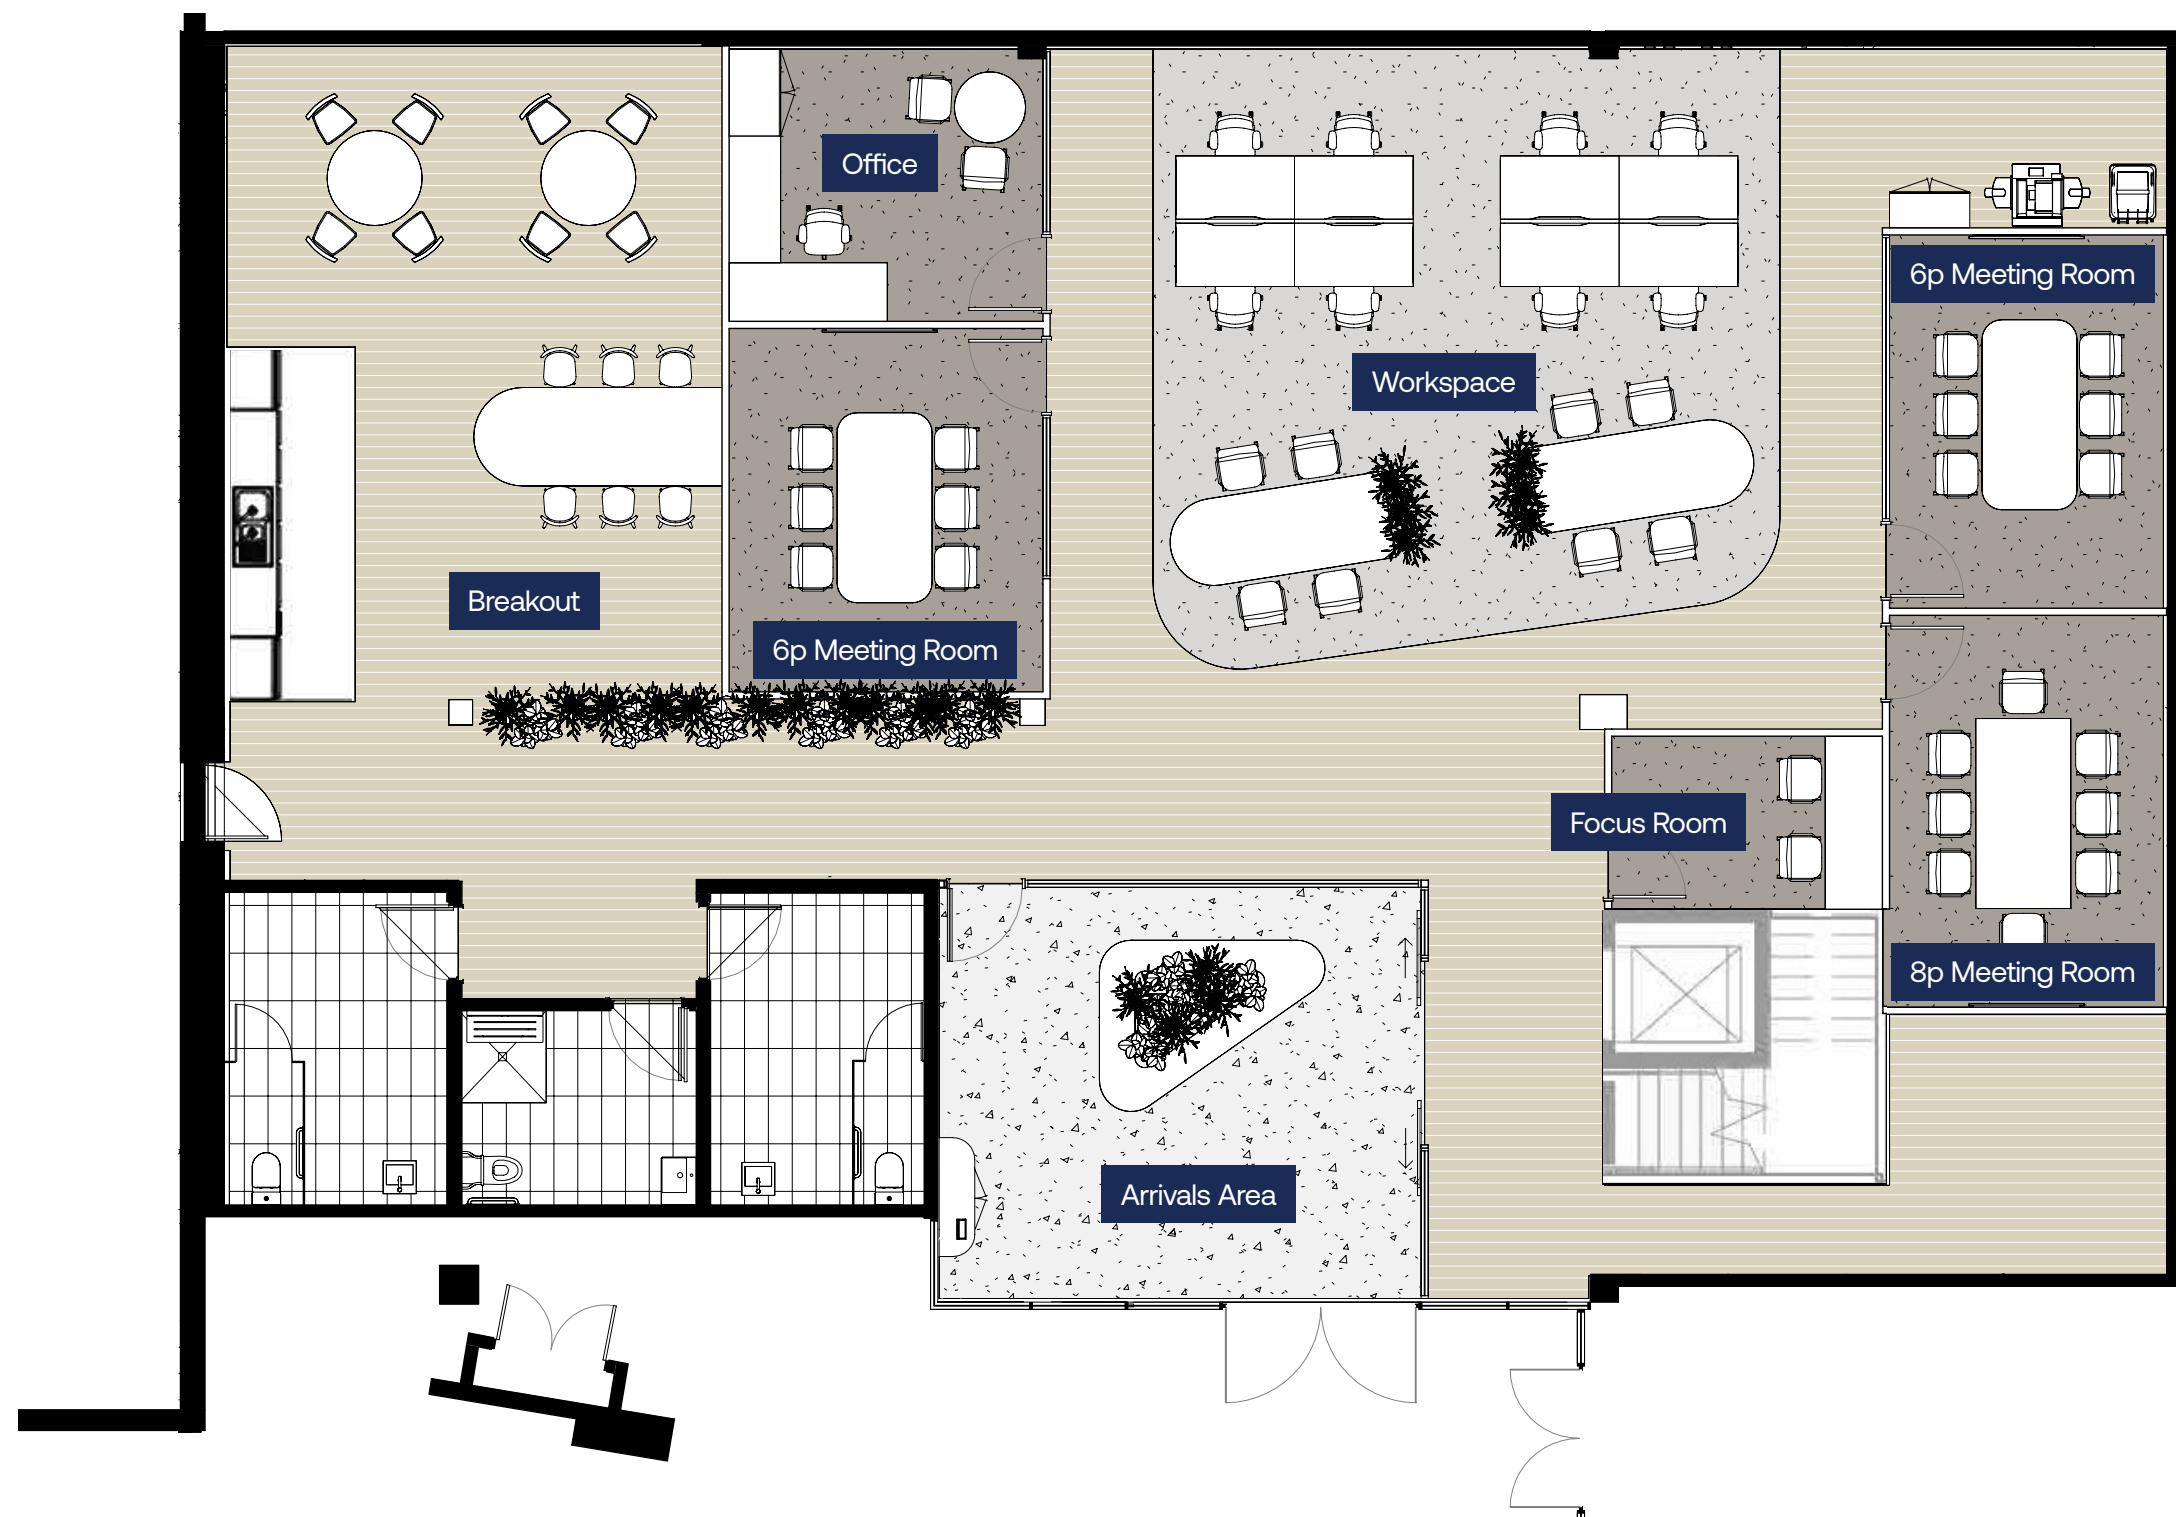 Office
6p Meeting Room
Workspace
Breakout
6p Meeting Room
Focus Room
8p Meeting Room
Arrivals Area